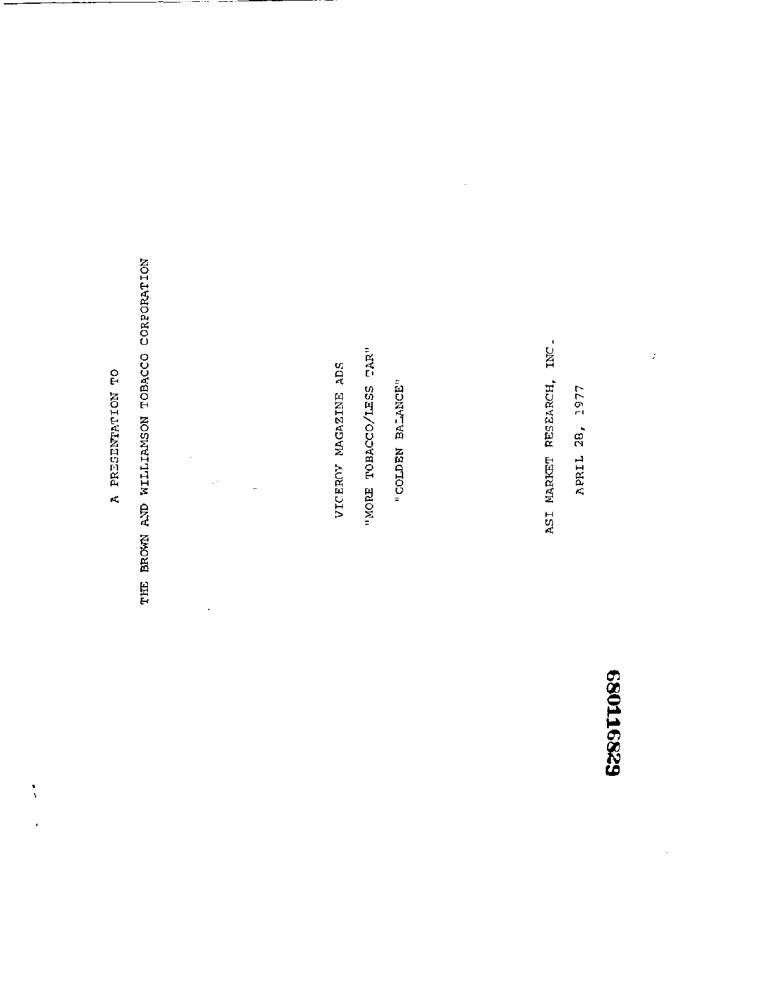 A PRESENTATION TO
THE BROWN AND WILLIAMSON TOBACCO CORPORATION
VICEROY MAGAZINE ADS
"MORE TOBACCO/LESS TAR"
"GOLDEN BALANCE"
ASI MARKET RESEARCH, INC.
APRIL 28, 1977
680116829